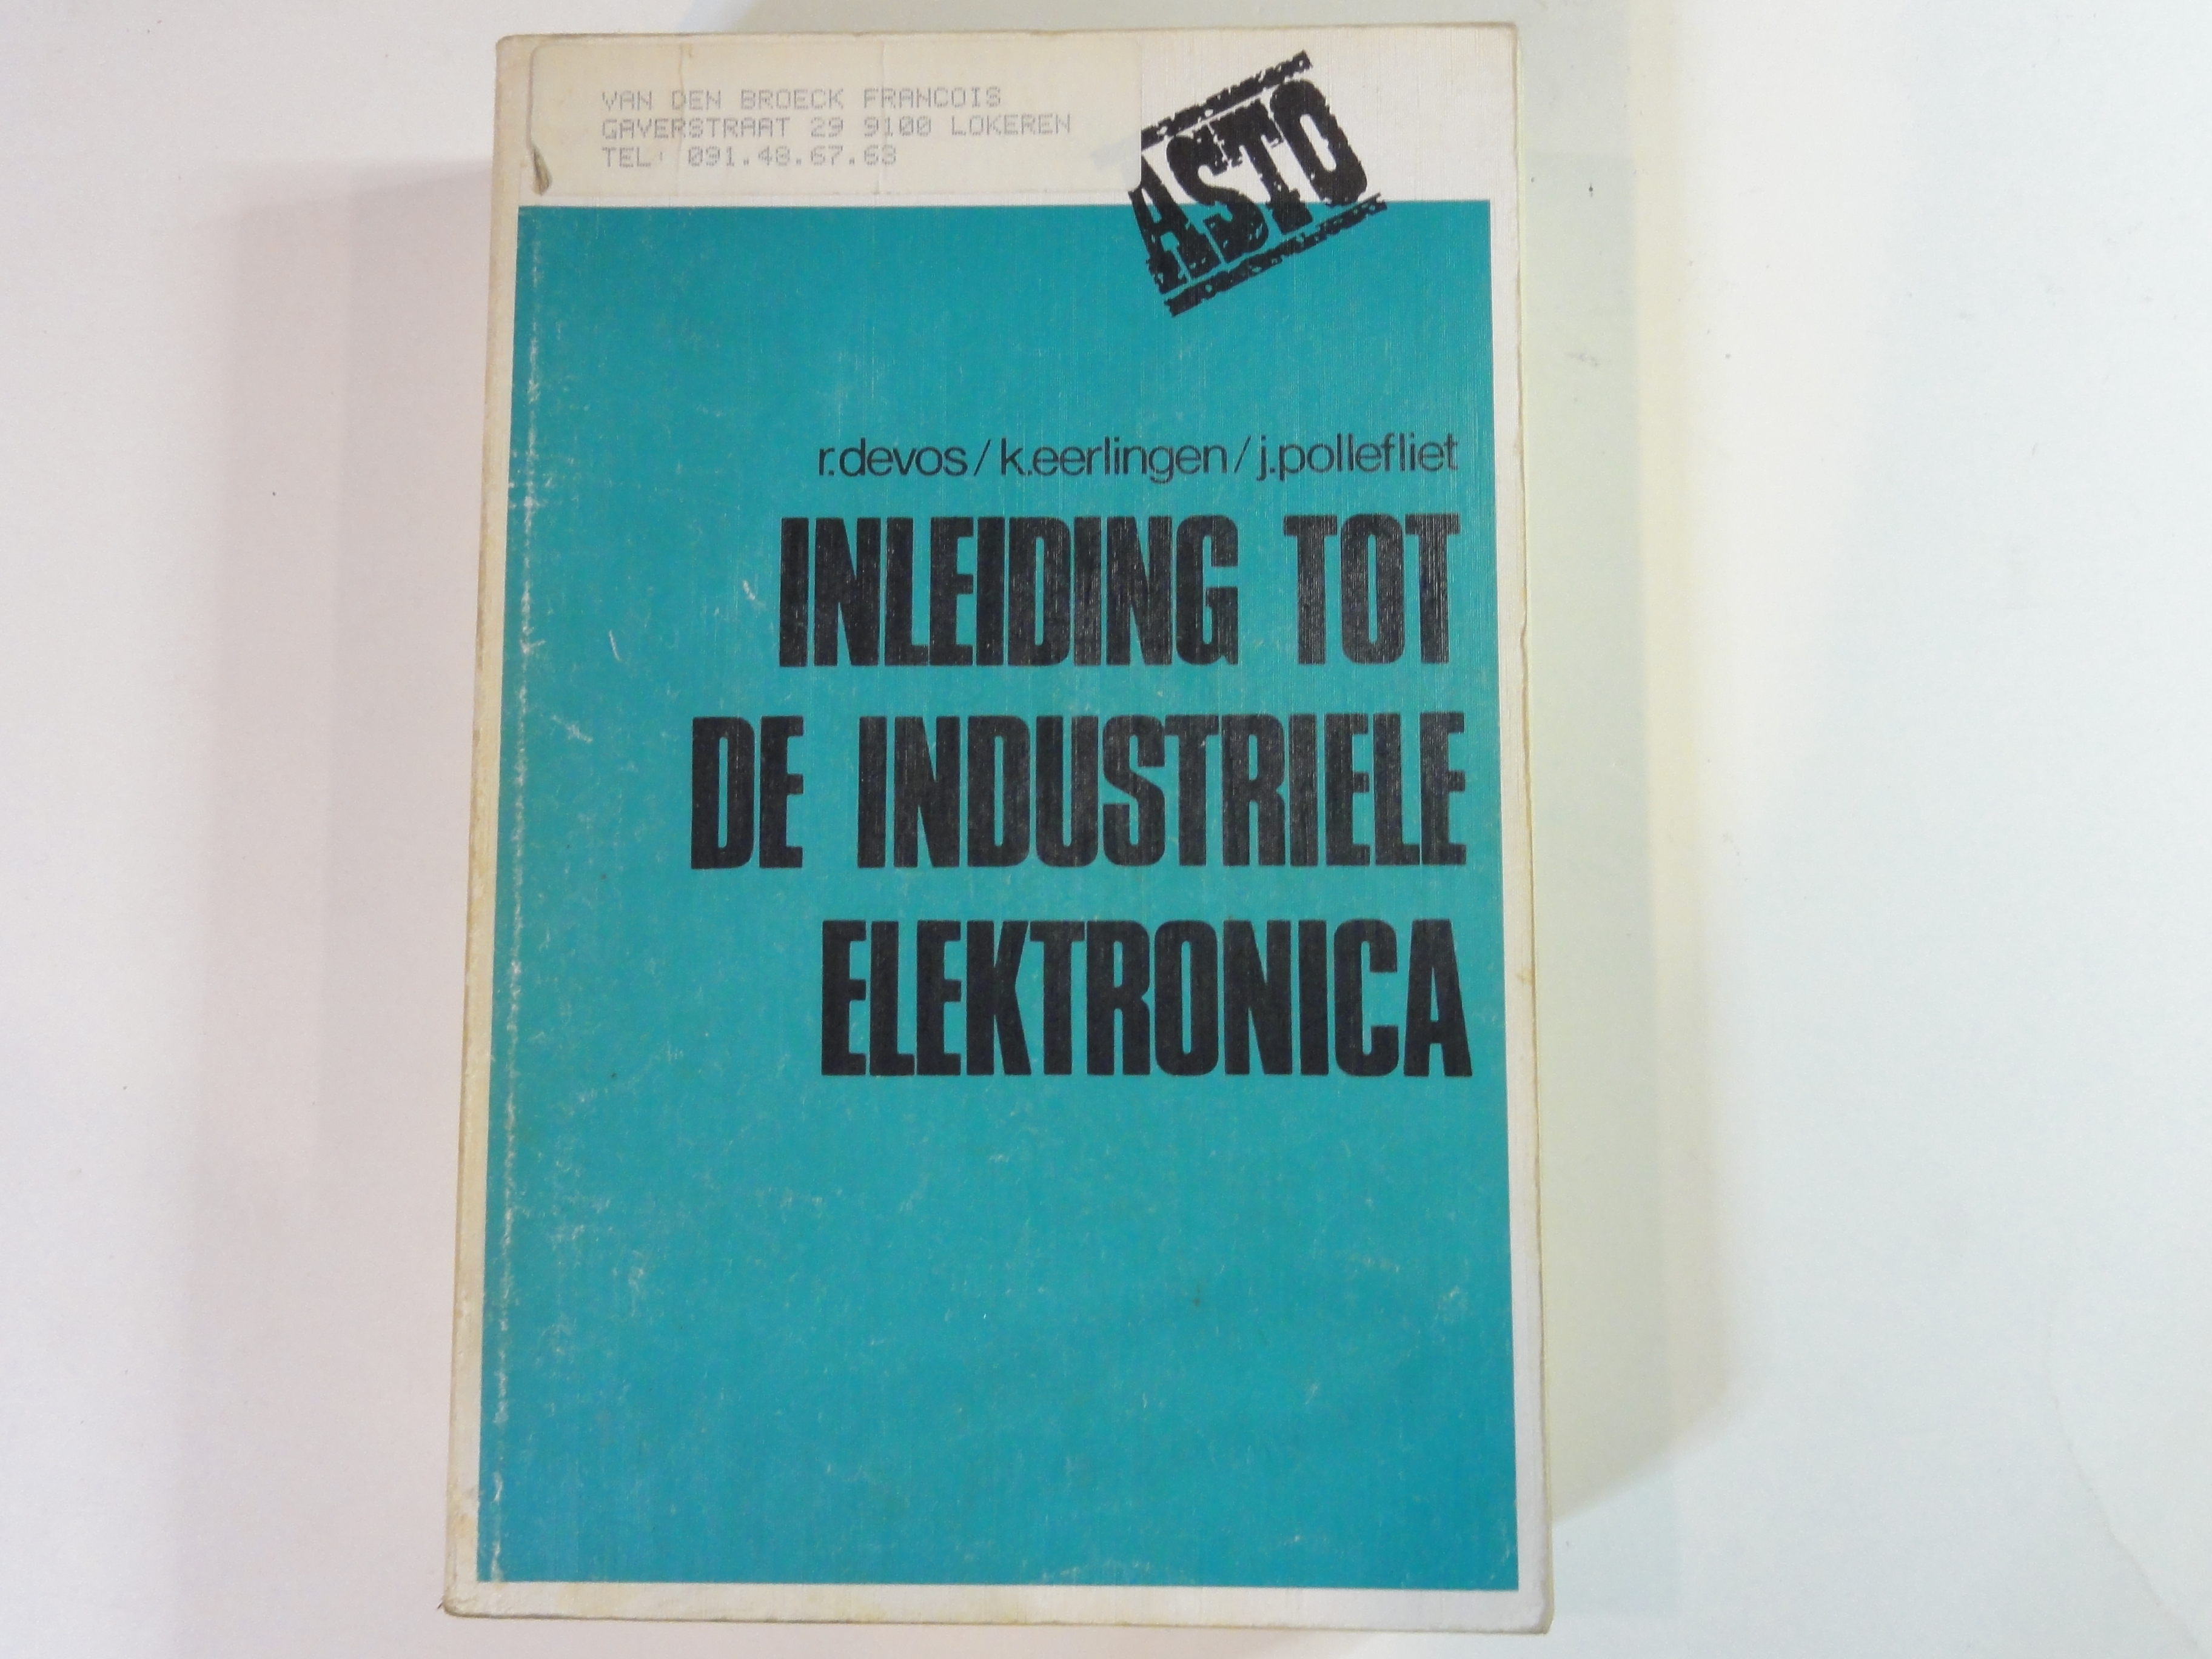 VAN DEN BROECK FRANCOIS
GAVERSTRAAT 29 9100 LOKEREN
TEL: 091.48.67.63
ASTO
r.devos/k.eerlingen/j.pollefliet
INLEIDING TOT
DE INDUSTRIELE
ELEKTRONICA